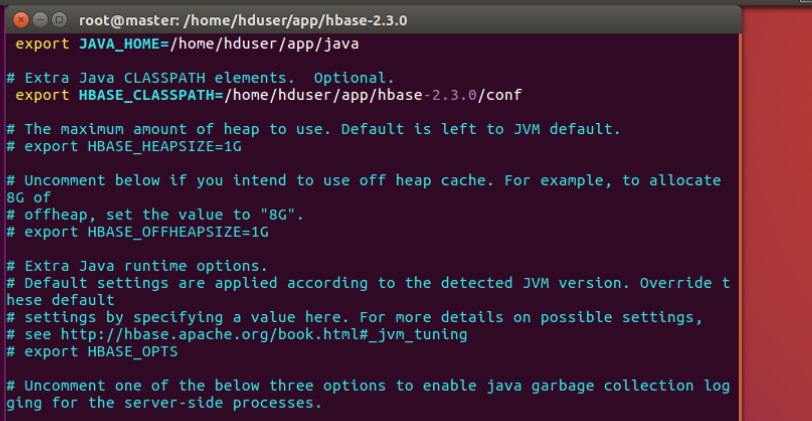 root@master: /home/hduser/app/hbase-2.3.0
export JAVA_HOME=/home/hduser/app/java
# Extra Java CLASSPATH elements.  Optional.
export HBASE_CLASSPATH=/home/hduser/app/hbase-2.3.0/conf
# The maximum amount of heap to use. Default is left to JVM default.
# export HBASE_HEAPSIZE=1G
# Uncomment below if you intend to use off heap cache. For example, to allocate
8G of
# offheap, set the value to "8G".
# export HBASE_OFFHEAPSIZE=1G
# Extra Java runtime options.
# Default settings are applied according to the detected JVM version. Override t
hese default
# settings by specifying a value here. For more details on possible settings,
# see http://hbase.apache.org/book.html#_jvm_tuning
# export HBASE_OPTS
# Uncomment one of the below three options to enable java garbage collection log
ging for the server-side processes.